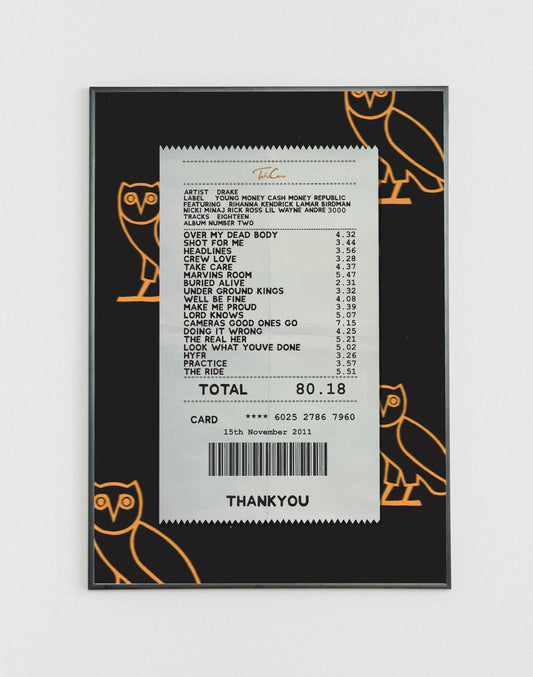 Take Care
ARTIST DRAKE
LABEL YOUNG MONEY CASH MONEY REPUBLIC
FEATURING RIHANNA KENDRICK LAMAR BIRDMAN
NICKI MINAJ RICK ROSS LIL WAYNE ANDRE 3000
TRACKS EIGHTEEN
ALBUM NUMBER TWO
OVER MY DEAD BODY 4.32
SHOT FOR ME 3.44
HEADLINES 3.56
CREW LOVE 3.28
TAKE CARE 4.37
MARVINS ROOM 5.47
BURIED ALIVE 2.31
UNDER GROUND KINGS 3.32
WELL BE FINE 4.08
MAKE ME PROUD 3.39
LORD KNOWS 5.07
CAMERAS GOOD ONES GO 7.15
DOING IT WRONG 4.25
THE REAL HER 5.21
LOOK WHAT YOUVE DONE 5.02
HYFR 3.26
PRACTICE 3.57
THE RIDE 5.51
TOTAL 80.18
CARD **** 6025 2786 7960
15th November 2011
THANKYOU